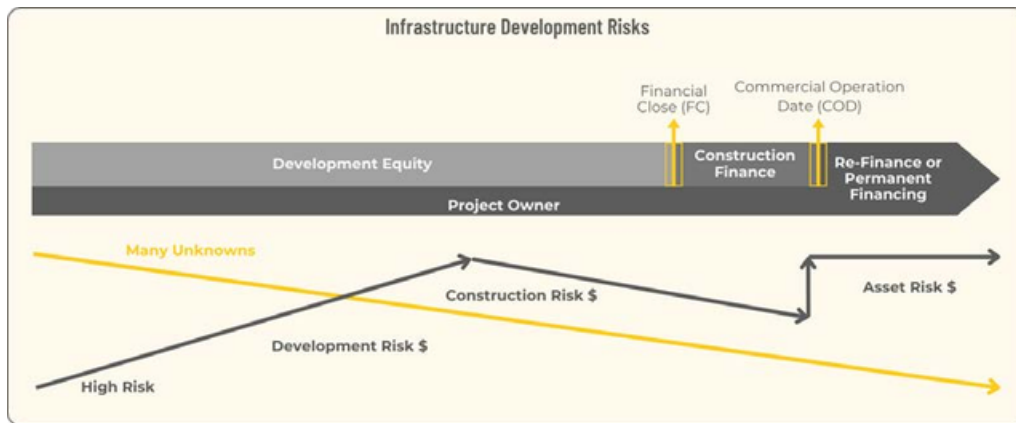 Infrastructure Development Risks
Financial
Close (FC)
Commercial Operation
Date (COD)
Development Equity
Construction
Finance
Re-Finance or
Permanent
Financing
Project Owner
Many Unknowns
Construction Risk $
Asset Risk $
Development Risk $
High Risk